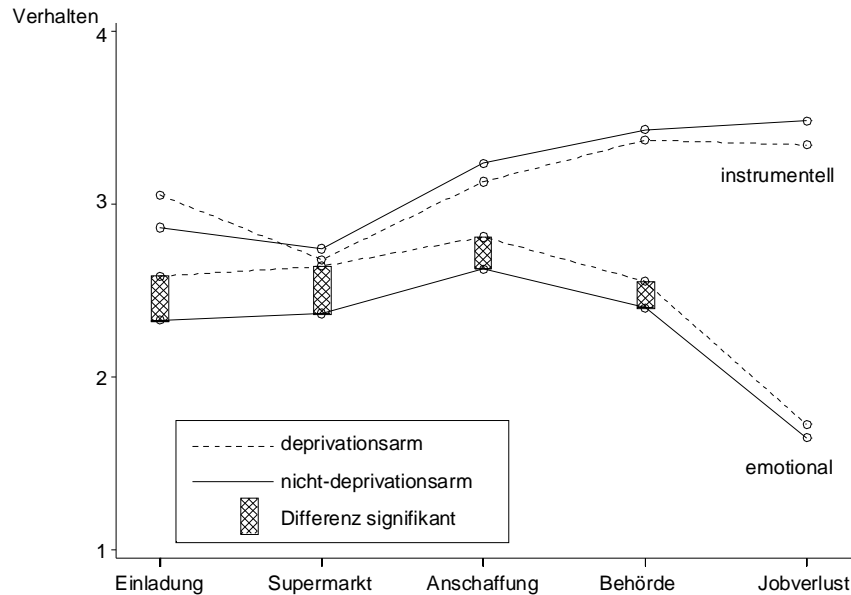 Verhalten
4
3
2
1
instrumentell
emotional
deprivationsarm
nicht-deprivationsarm
Differenz signifikant
Einladung Supermarkt Anschaffung Behörde Jobverlust